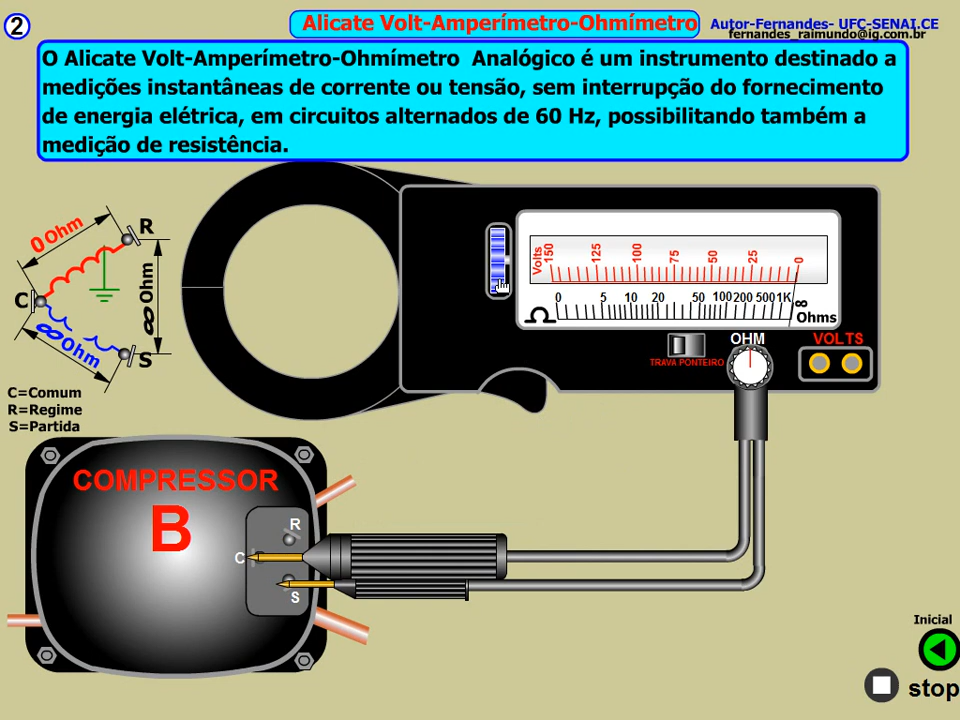 2
Alicate Volt-Amperímetro-Ohmímetro
Autor-Fernandes- UFC-SENAI.CE
fernandes_raimundo@ig.com.br
O Alicate Volt-Amperímetro-Ohmímetro Analógico é um instrumento destinado a
medições instantâneas de corrente ou tensão, sem interrupção do fornecimento
de energia elétrica, em circuitos alternados de 60 Hz, possibilitando também a
medição de resistência.
0 Ohm
R
∞ Ohm
C
∞ Ohm
S
C=Comum
R=Regime
S=Partida
Volts
150 125 100 75 50 25 0
0 5 10 20 50 100 200 500 1K ∞
Ω Ohms
TRAVA PONTEIRO
OHM
VOLTS
COMPRESSOR
B
R
C
S
Inicial
stop